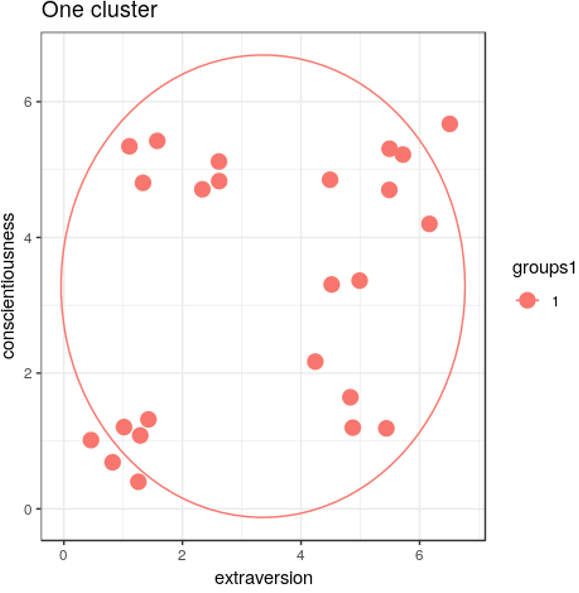 One cluster
6
4
2
0
conscientiousness
0 2 4 6
extraversion
groups1
1